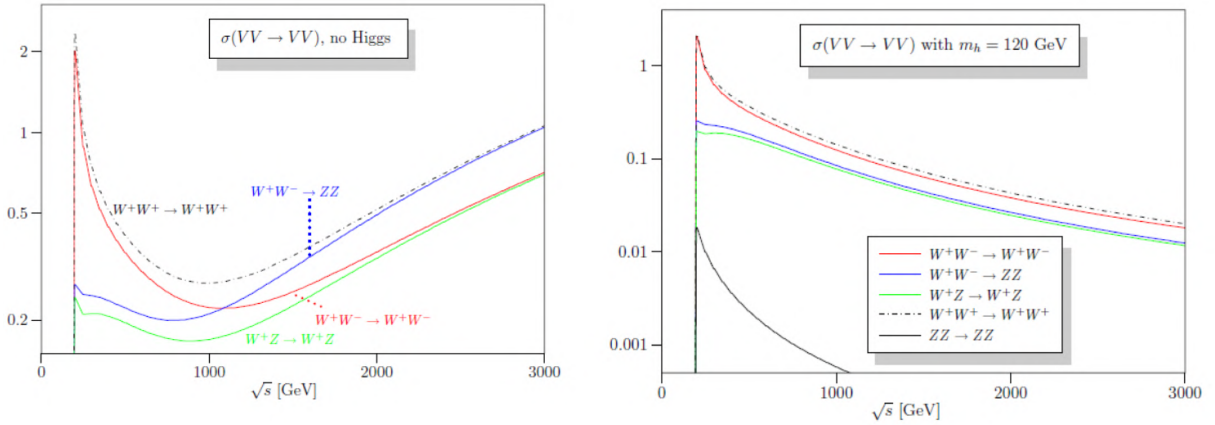 σ(VV → VV), no Higgs
2
1
0.5
0.2
W⁺W⁻ → ZZ
W⁺W⁺ → W⁺W⁺
W⁺W⁻ → W⁺W⁻
W⁺Z → W⁺Z
0
1000
2000
3000
√s [GeV]
σ(VV → VV) with mₕ = 120 GeV
1
0.1
0.01
0.001
W⁺W⁻ → W⁺W⁻
W⁺W⁻ → ZZ
W⁺Z → W⁺Z
W⁺W⁺ → W⁺W⁺
ZZ → ZZ
0
1000
2000
3000
√s [GeV]